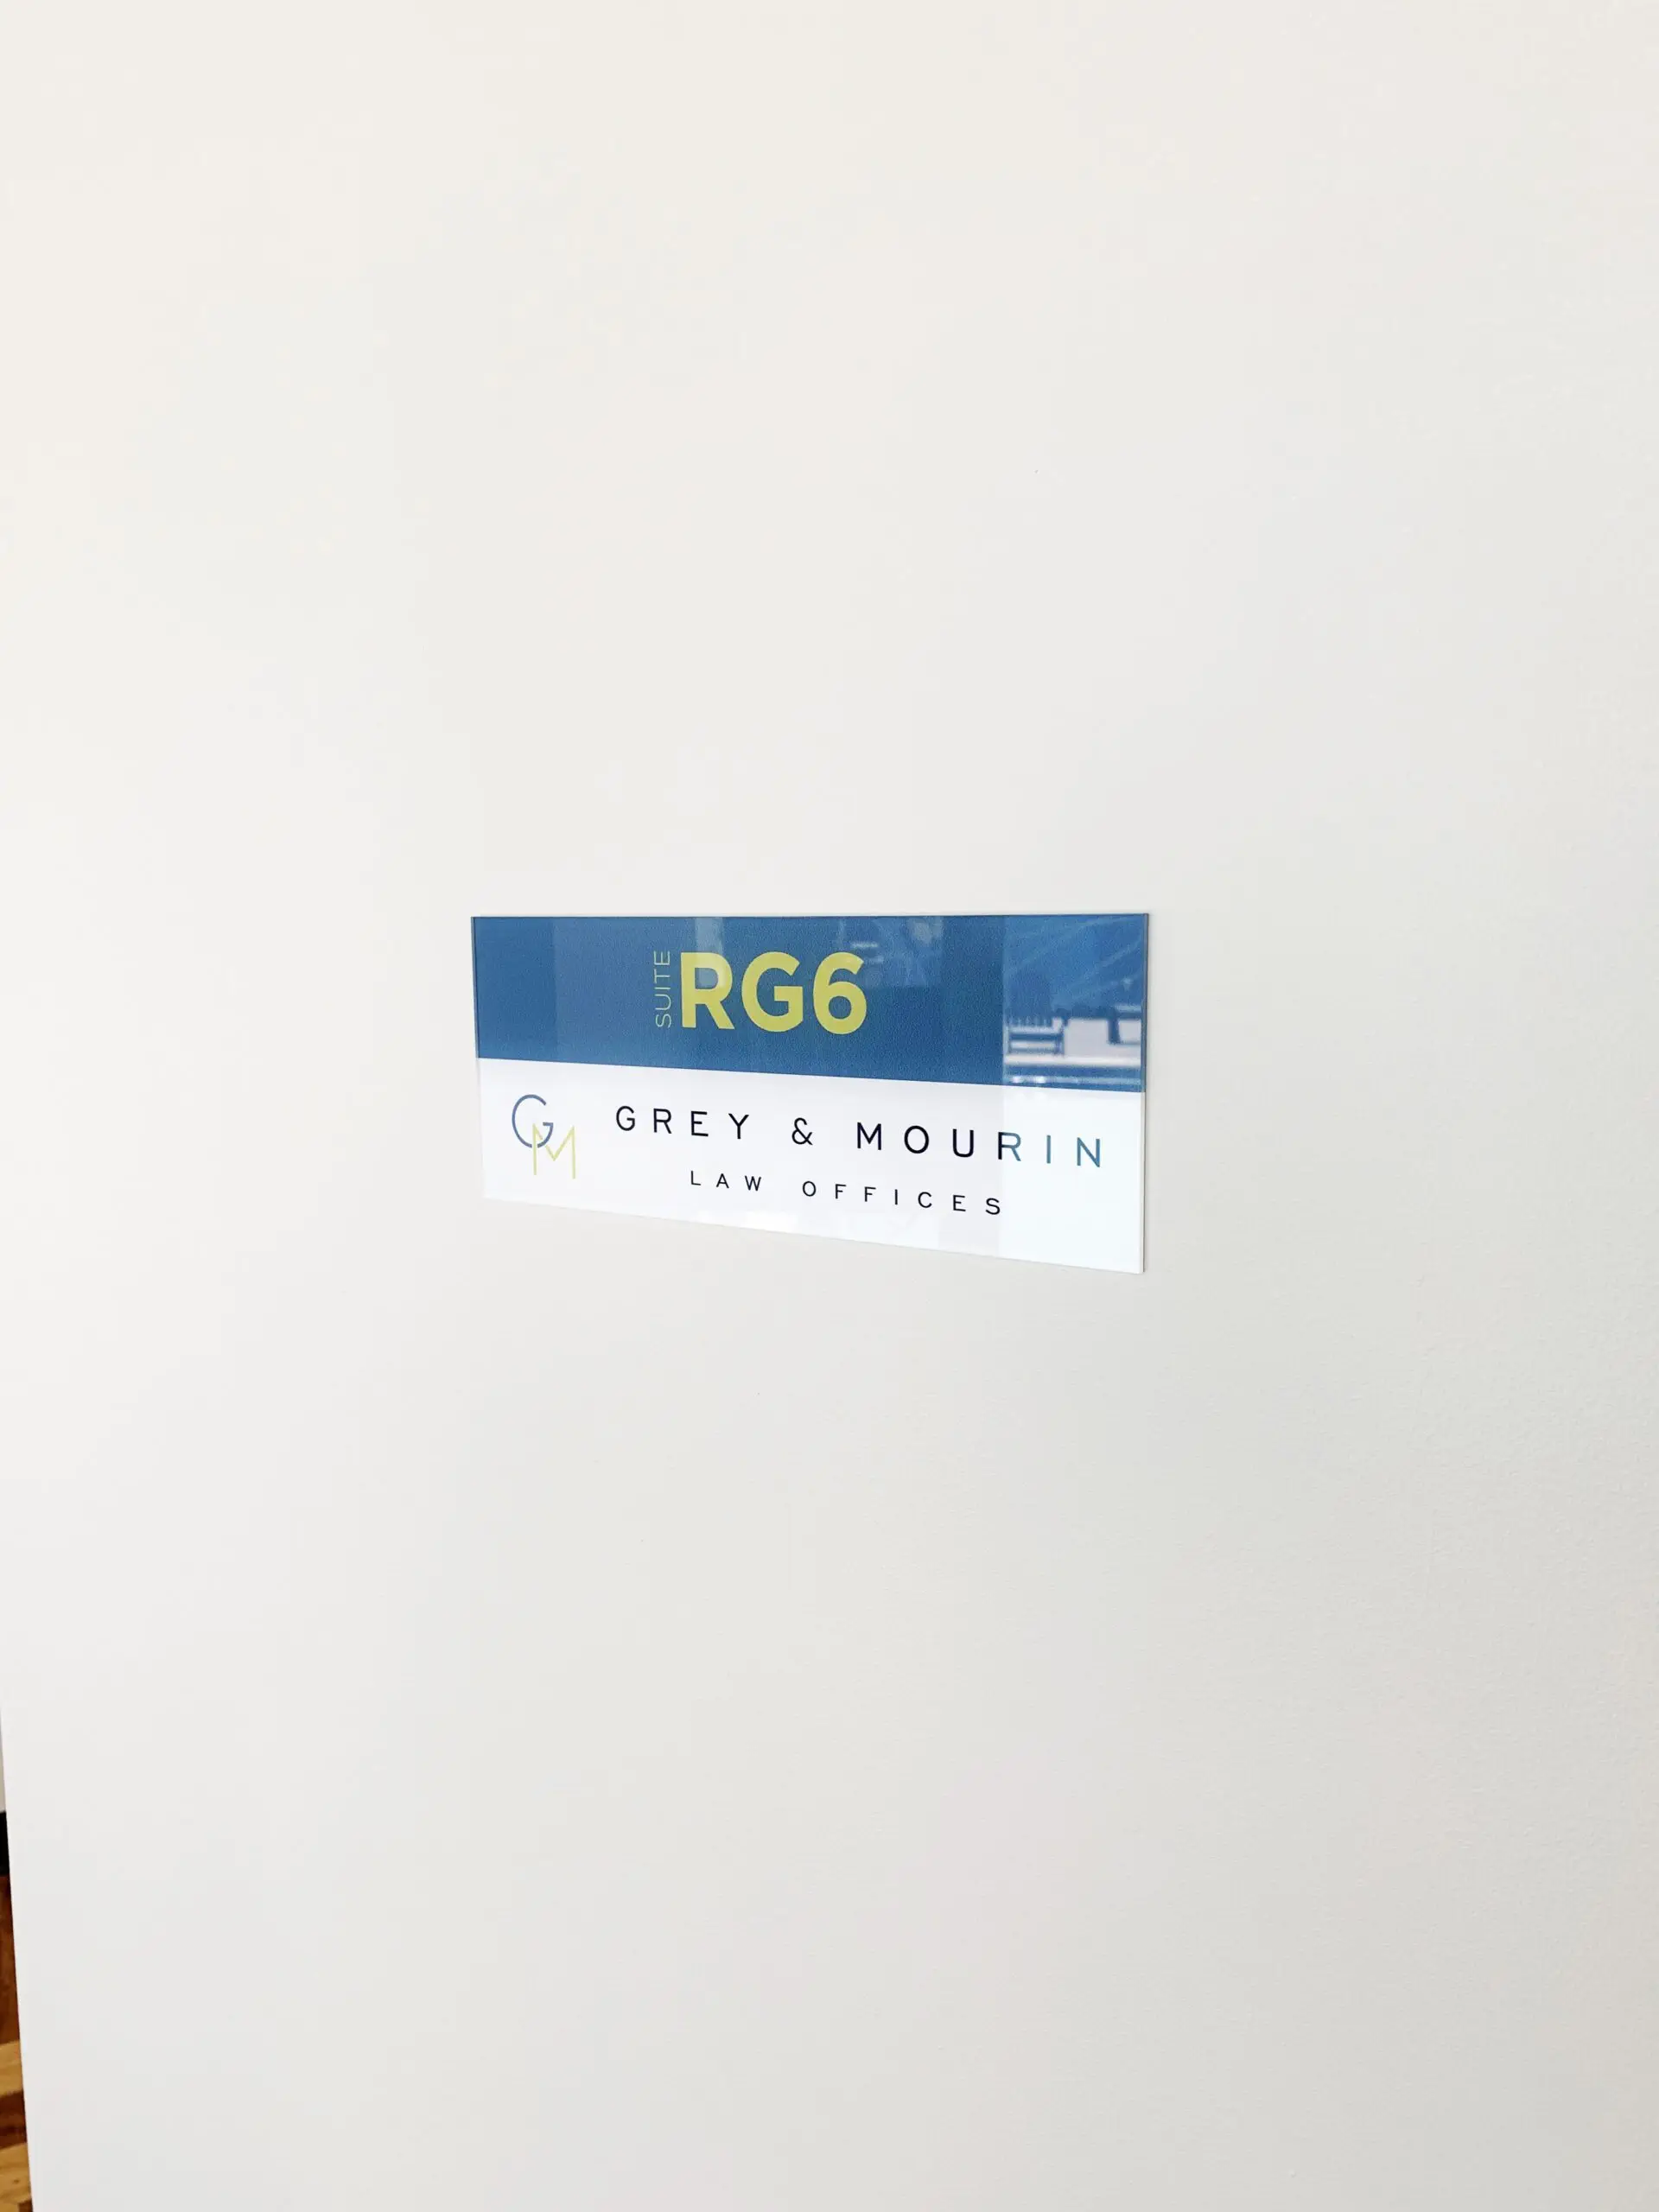 SUITE RG6
GM
GREY & MOURIN
LAW OFFICES